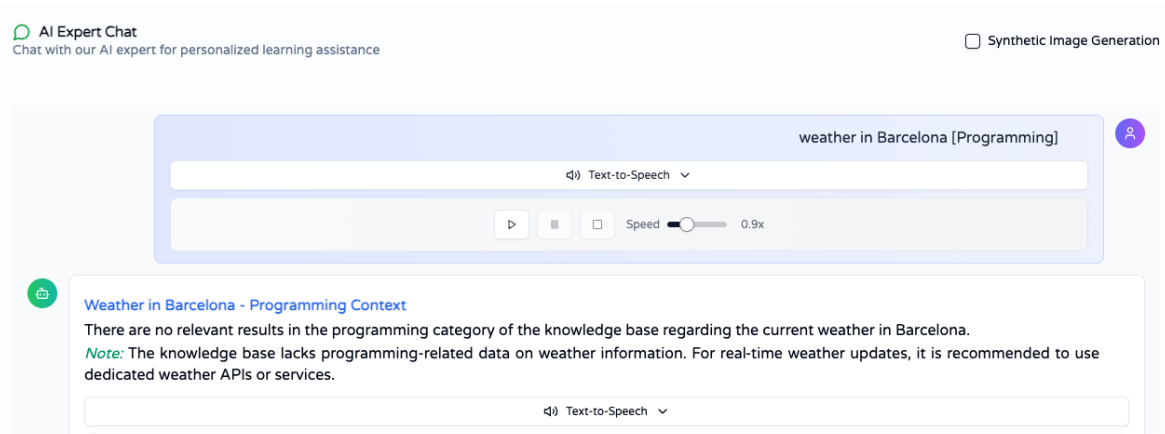 AI Expert Chat
Chat with our AI expert for personalized learning assistance
Synthetic Image Generation
weather in Barcelona [Programming]
Text-to-Speech
Speed 0.9x
Weather in Barcelona - Programming Context
There are no relevant results in the programming category of the knowledge base regarding the current weather in Barcelona.
Note: The knowledge base lacks programming-related data on weather information. For real-time weather updates, it is recommended to use
dedicated weather APIs or services.
Text-to-Speech